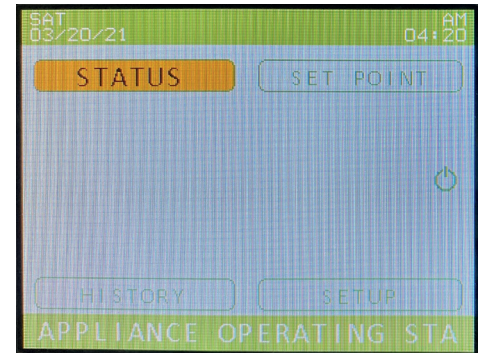 SAT AM
03/20/21 04:20
STATUS SET POINT
HISTORY SETUP
APPLIANCE OPERATING STA